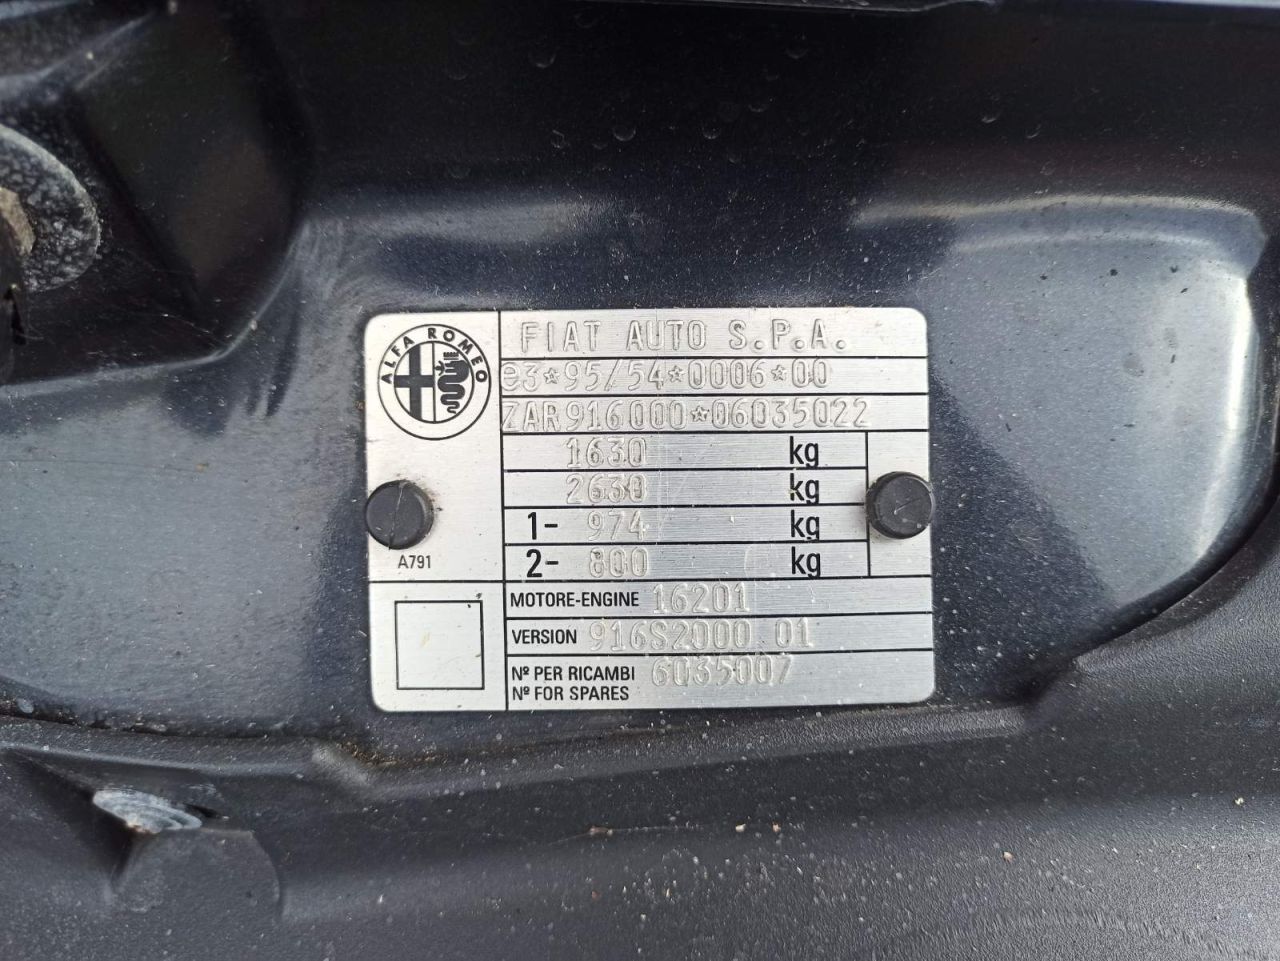 ALFA ROMEO
FIAT AUTO S.P.A.
e3*95/54*0006*00
ZAR916000*06035022
1630 kg
2630 kg
1- 974 kg
2- 800 kg
A791
MOTORE-ENGINE 16201
VERSION 916S2000 01
Nº PER RICAMBI 6035007
Nº FOR SPARES